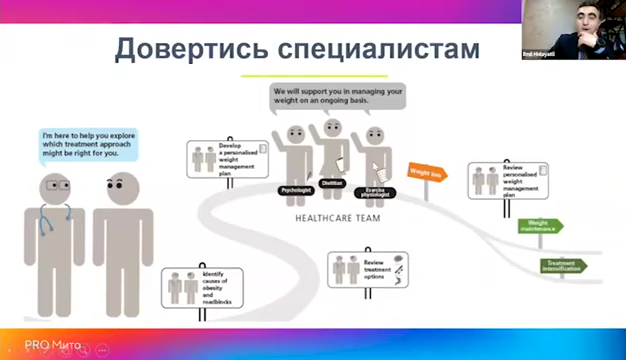 Довертись специалистам
Emil Hidayatli
We will support you in managing your
weight on an ongoing basis.
I'm here to help you explore
which treatment approach
might be right for you.
Develop
a personalised
weight
management
plan
Psychologist
Dietitian
Exercise
physiologist
HEALTHCARE TEAM
Weight loss
Review
personalised
weight
management
plan
Weight
maintenance
Treatment
intensification
Identify
causes of
obesity
and
roadblocks
Review
treatment
options
PRO Мито